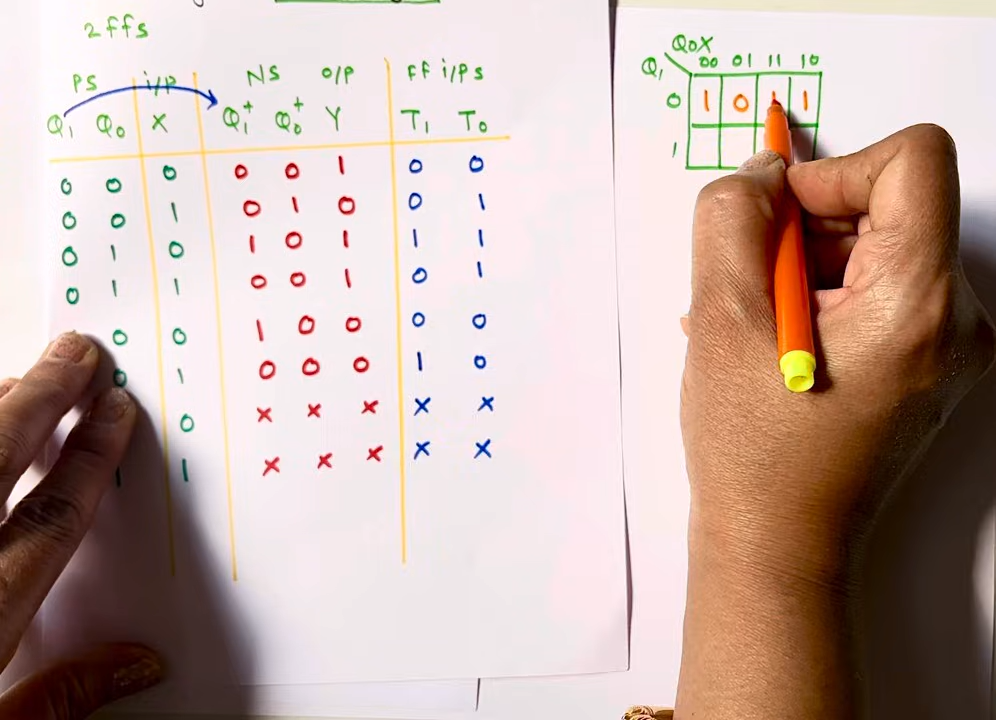 2 ffs
PS i/p NS o/p FF i/Ps
Q1 Q0 X Q1+ Q0+ Y T1 T0
0 0 0 0 0 1 0 0
0 0 1 0 1 0 0 1
0 1 0 1 0 1 1 1
0 1 1 0 0 1 0 1
0 0 1 0 0 0 0
0 1 0 0 0 1 0
0 x x x x x
1 1 x x x x x
Q0X
Q1 00 01 11 10
0 1 0 1 1
1